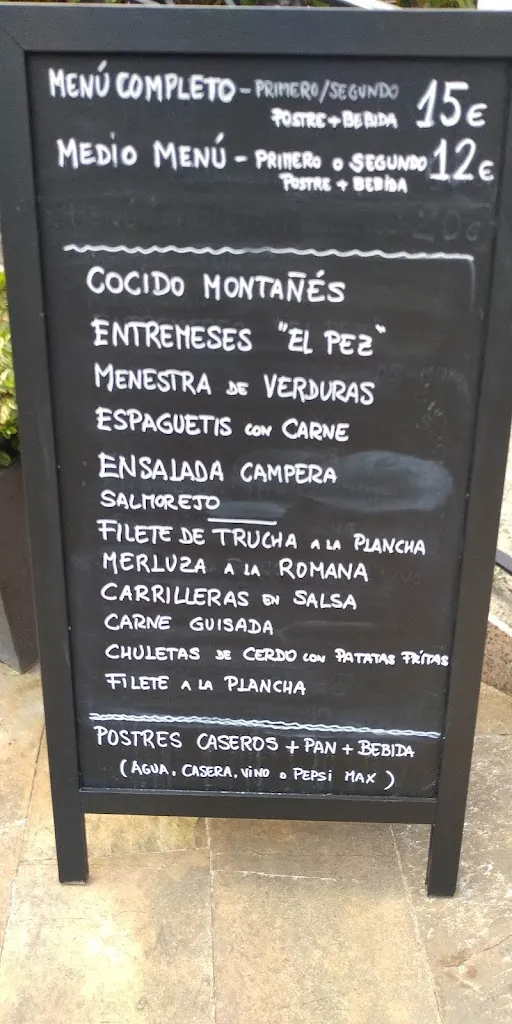 MENÚ COMPLETO - PRIMERO/SEGUNDO 15€
POSTRE + BEBIDA
MEDIO MENÚ - PRIMERO O SEGUNDO 12€
POSTRE + BEBIDA
20€
COCIDO MONTAÑÉS
ENTREMESES "EL PEZ"
MENESTRA DE VERDURAS
ESPAGUETIS CON CARNE
ENSALADA CAMPERA
SALMOREJO
FILETE DE TRUCHA A LA PLANCHA
MERLUZA A LA ROMANA
CARRILLERAS EN SALSA
CARNE GUISADA
CHULETAS DE CERDO CON PATATAS FRITAS
FILETE A LA PLANCHA
POSTRES CASEROS + PAN + BEBIDA
(AGUA, CASERA, VINO O PEPSI MAX)